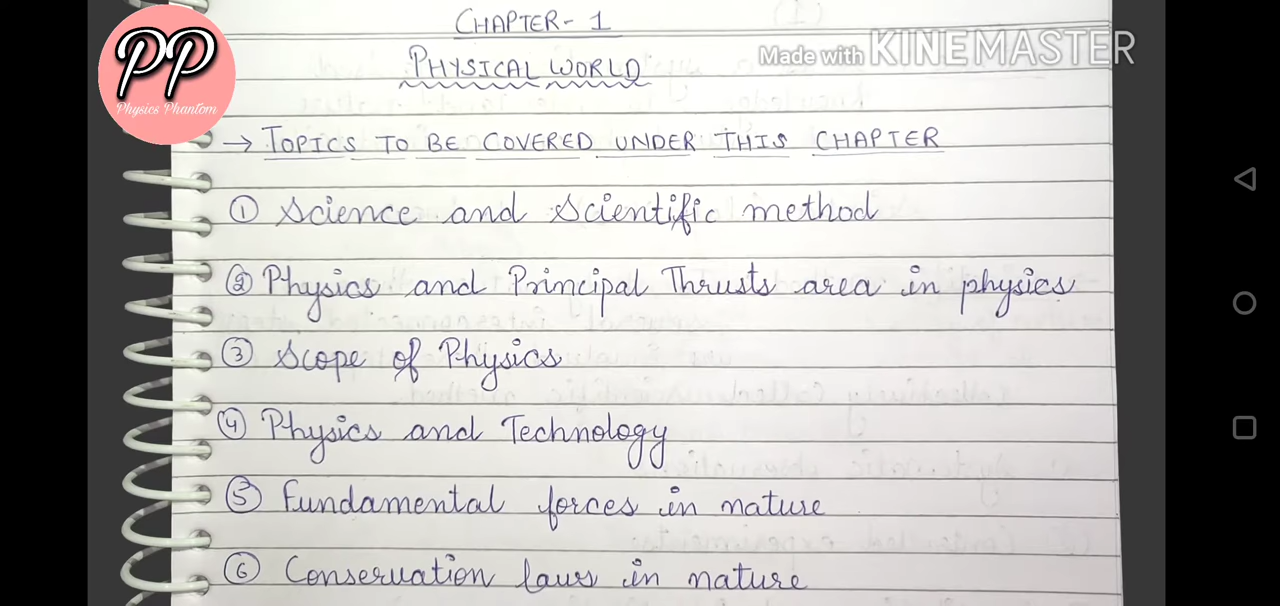 CHAPTER-1
PHYSICAL WORLD
PP
Physics Phantom
Made with KINEMASTER
→ TOPICS TO BE COVERED UNDER THIS CHAPTER
① Science and Scientific method
② Physics and Principal Thrusts area in physics
③ Scope of Physics
④ Physics and Technology
⑤ Fundamental forces in nature
⑥ Conservation laws in nature